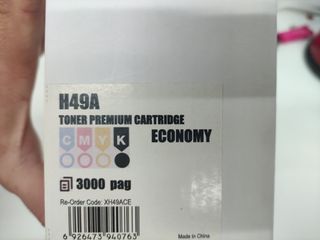 H49A
TONER PREMIUM CARTRIDGE
C M Y K ECONOMY
3000 pag
Re-Order Code: XH49ACE
6 926473 940763
Made in China